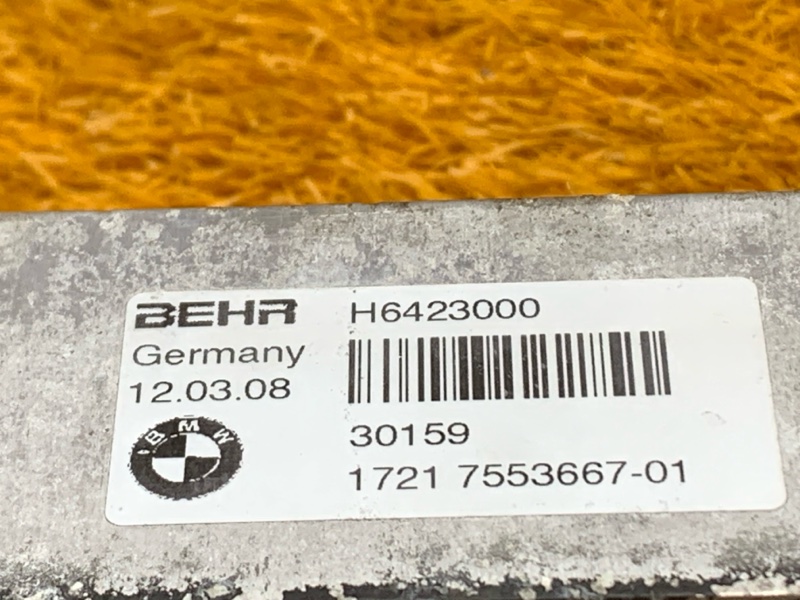 BEHR H6423000
Germany
12.03.08
BMW
30159
1721 7553667-01